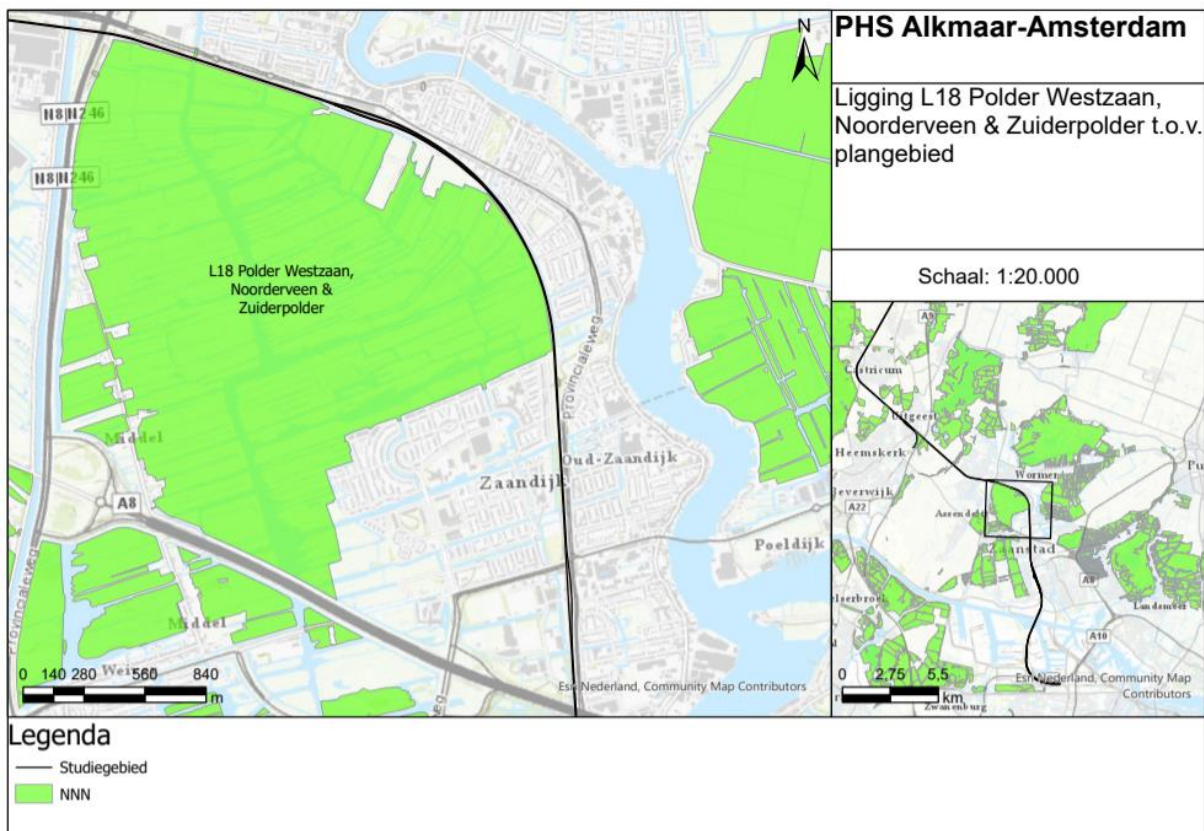 PHS Alkmaar-Amsterdam
Ligging L18 Polder Westzaan,
Noorderveen & Zuiderpolder t.o.v.
plangebied
Schaal: 1:20.000
N
N8|N246
N8|N246
L18 Polder Westzaan,
Noorderveen &
Zuiderpolder
Provincialeweg
Middel
Oud-Zaandijk
Zaandijk
A8
Poeldijk
Provincialeweg
Middel
0 140 280 560 840
m
Esri Nederland, Community Map Contributors
A9
Castricum
Uitgeest
Heemskerk
Wormer
Beverwijk
A22
Assendelft
Zaanstad
A8
Landsmeer
A10
0 2,75 5,5
km
Esri Nederland, Community Map
Contributors
Zwanenburg
Legenda
Studiegebied
NNN